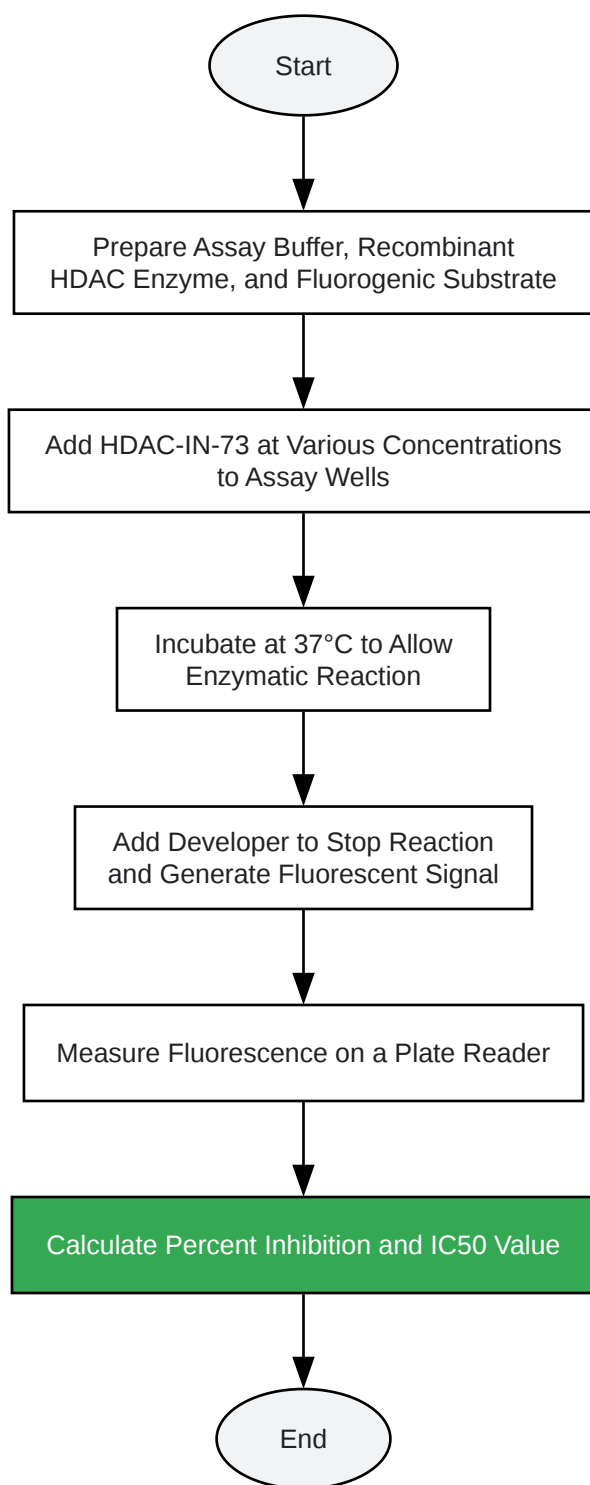 Start
Prepare Assay Buffer, Recombinant
HDAC Enzyme, and Fluorogenic Substrate
Add HDAC-IN-73 at Various Concentrations
to Assay Wells
Incubate at 37°C to Allow
Enzymatic Reaction
Add Developer to Stop Reaction
and Generate Fluorescent Signal
Measure Fluorescence on a Plate Reader
Calculate Percent Inhibition and IC50 Value
End